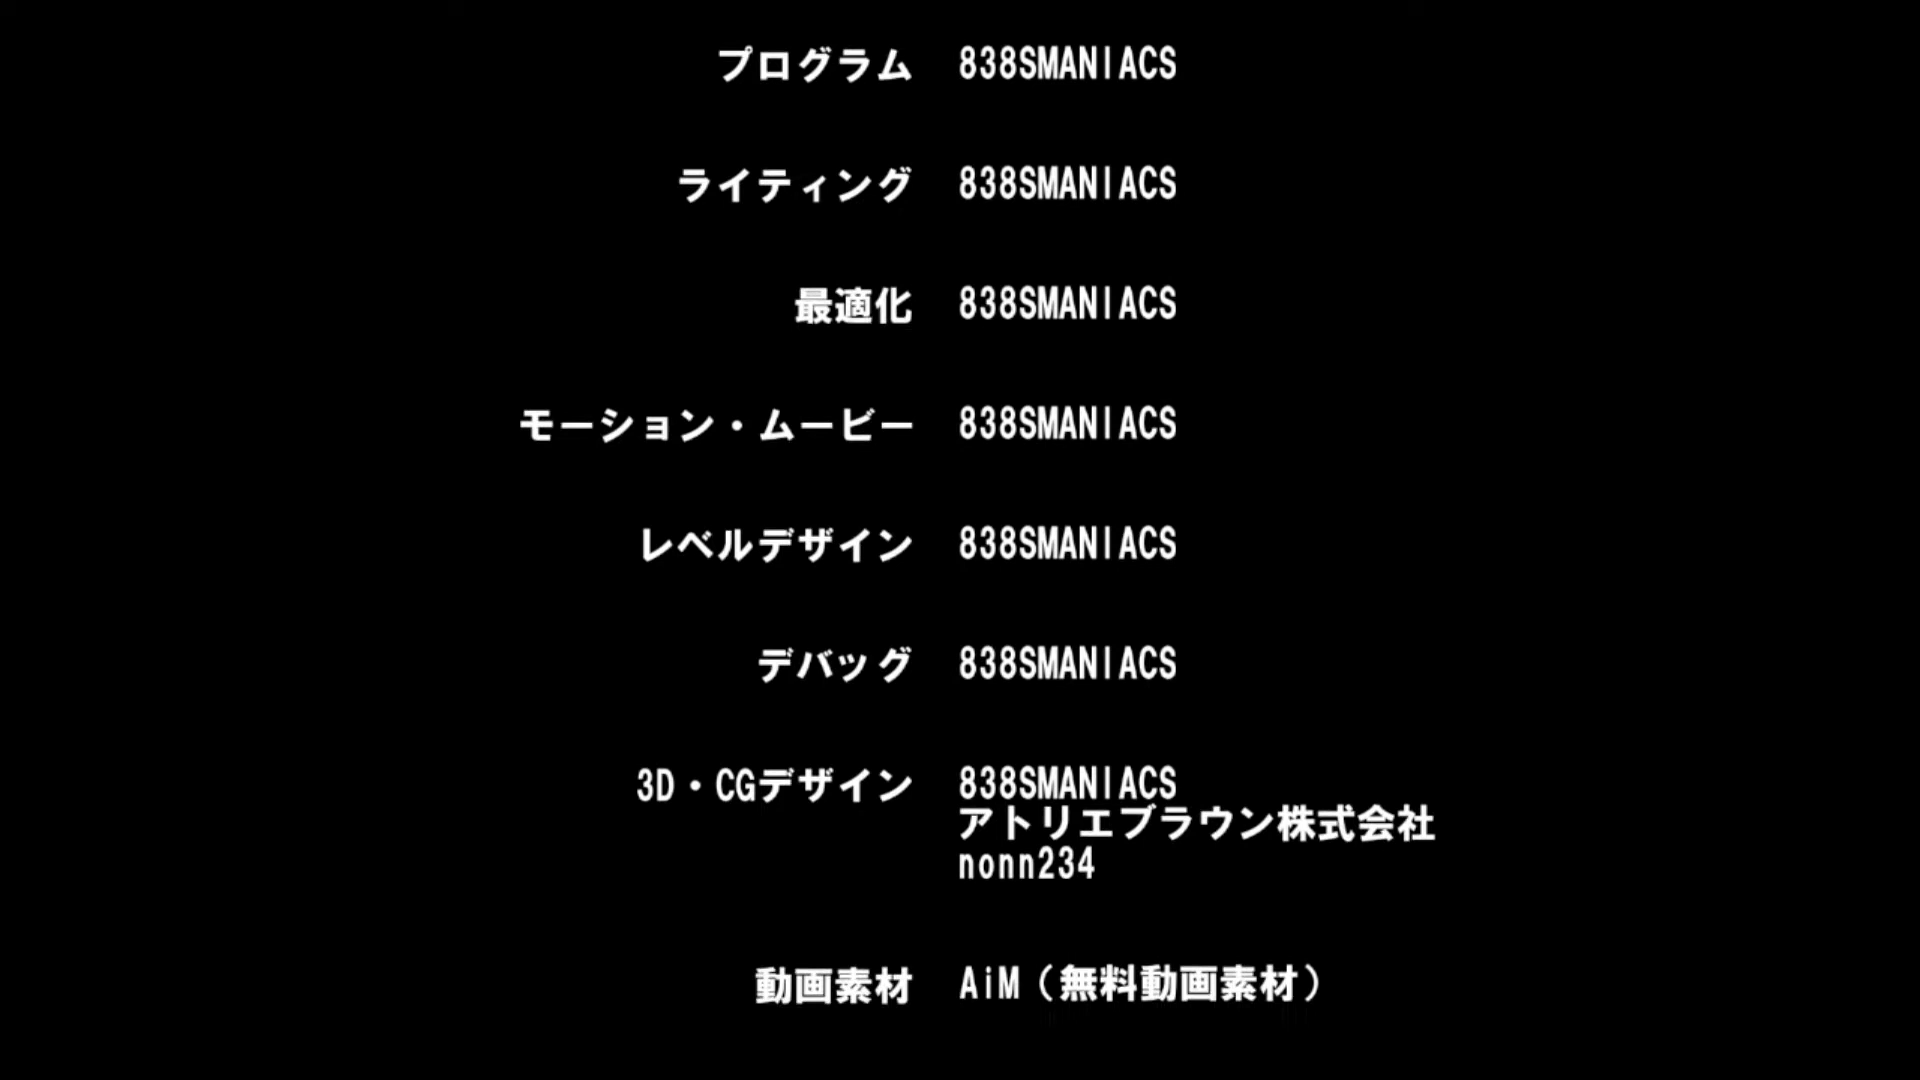 プログラム 838SMANIACS
ライティング 838SMANIACS
最適化 838SMANIACS
モーション・ムービー 838SMANIACS
レベルデザイン 838SMANIACS
デバッグ 838SMANIACS
3D・CGデザイン 838SMANIACS
アトリエブラウン株式会社
nonn234
動画素材 AiM（無料動画素材）